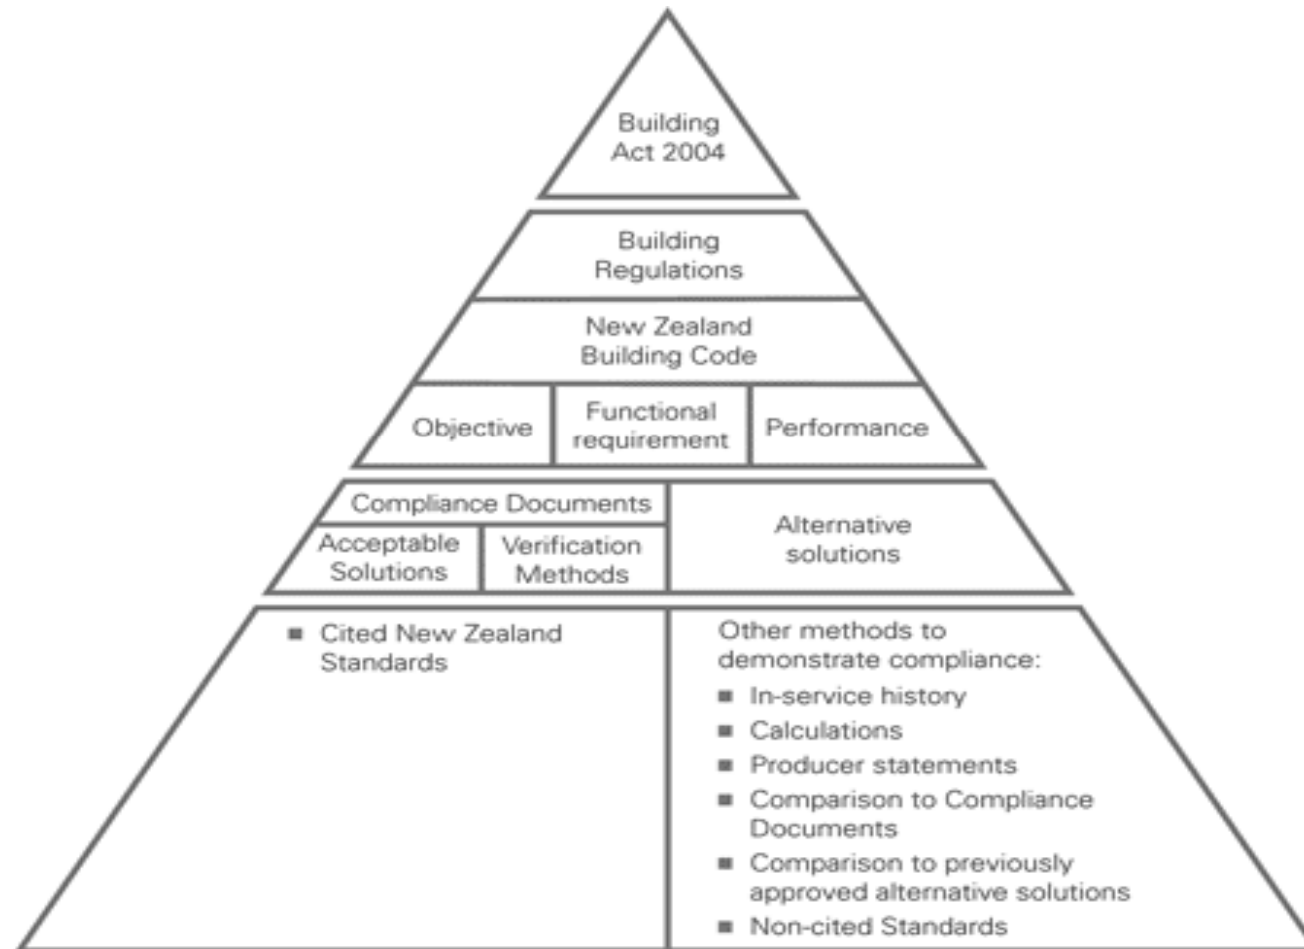 Building
Act 2004
Building
Regulations
New Zealand
Building Code
Objective
Functional
requirement
Performance
Compliance Documents
Acceptable
Solutions
Verification
Methods
Alternative
solutions
■ Cited New Zealand
Standards
Other methods to
demonstrate compliance:
■ In-service history
■ Calculations
■ Producer statements
■ Comparison to Compliance
Documents
■ Comparison to previously
approved alternative solutions
■ Non-cited Standards